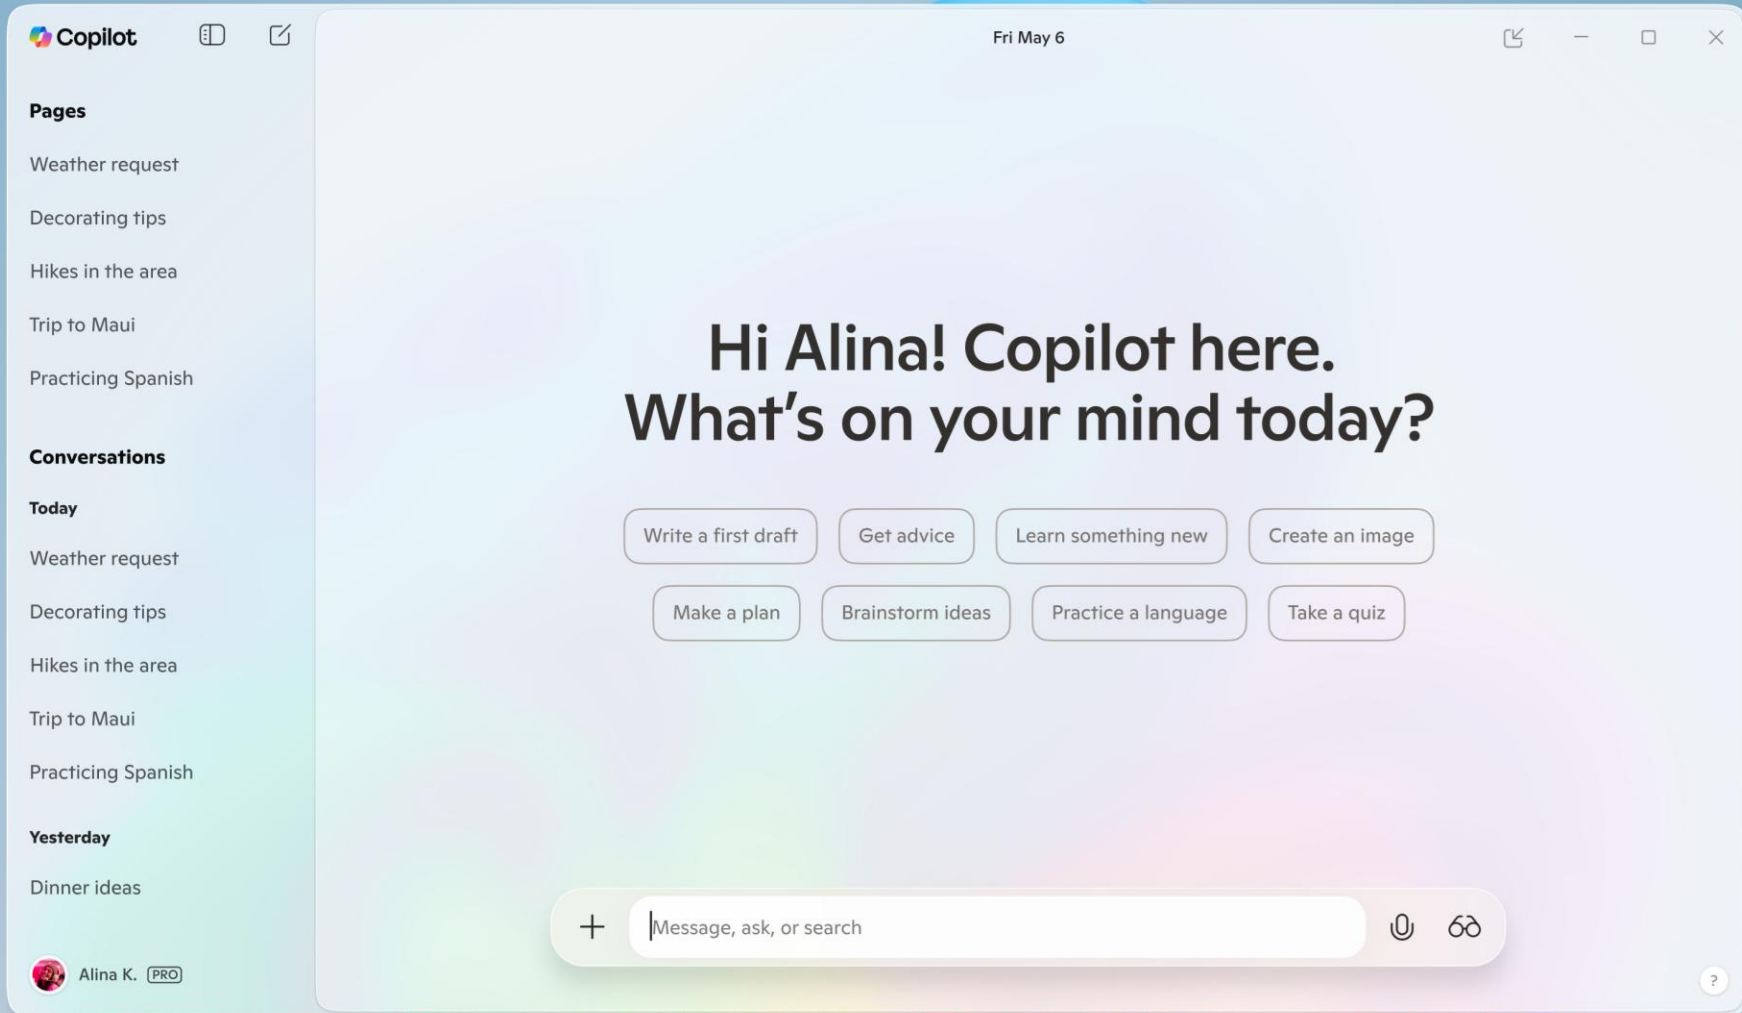 Copilot
Fri May 6
Pages
Weather request
Decorating tips
Hikes in the area
Trip to Maui
Practicing Spanish
Conversations
Today
Weather request
Decorating tips
Hikes in the area
Trip to Maui
Practicing Spanish
Yesterday
Dinner ideas
Alina K. PRO
Hi Alina! Copilot here.
What's on your mind today?
Write a first draft Get advice Learn something new Create an image
Make a plan Brainstorm ideas Practice a language Take a quiz
Message, ask, or search
?